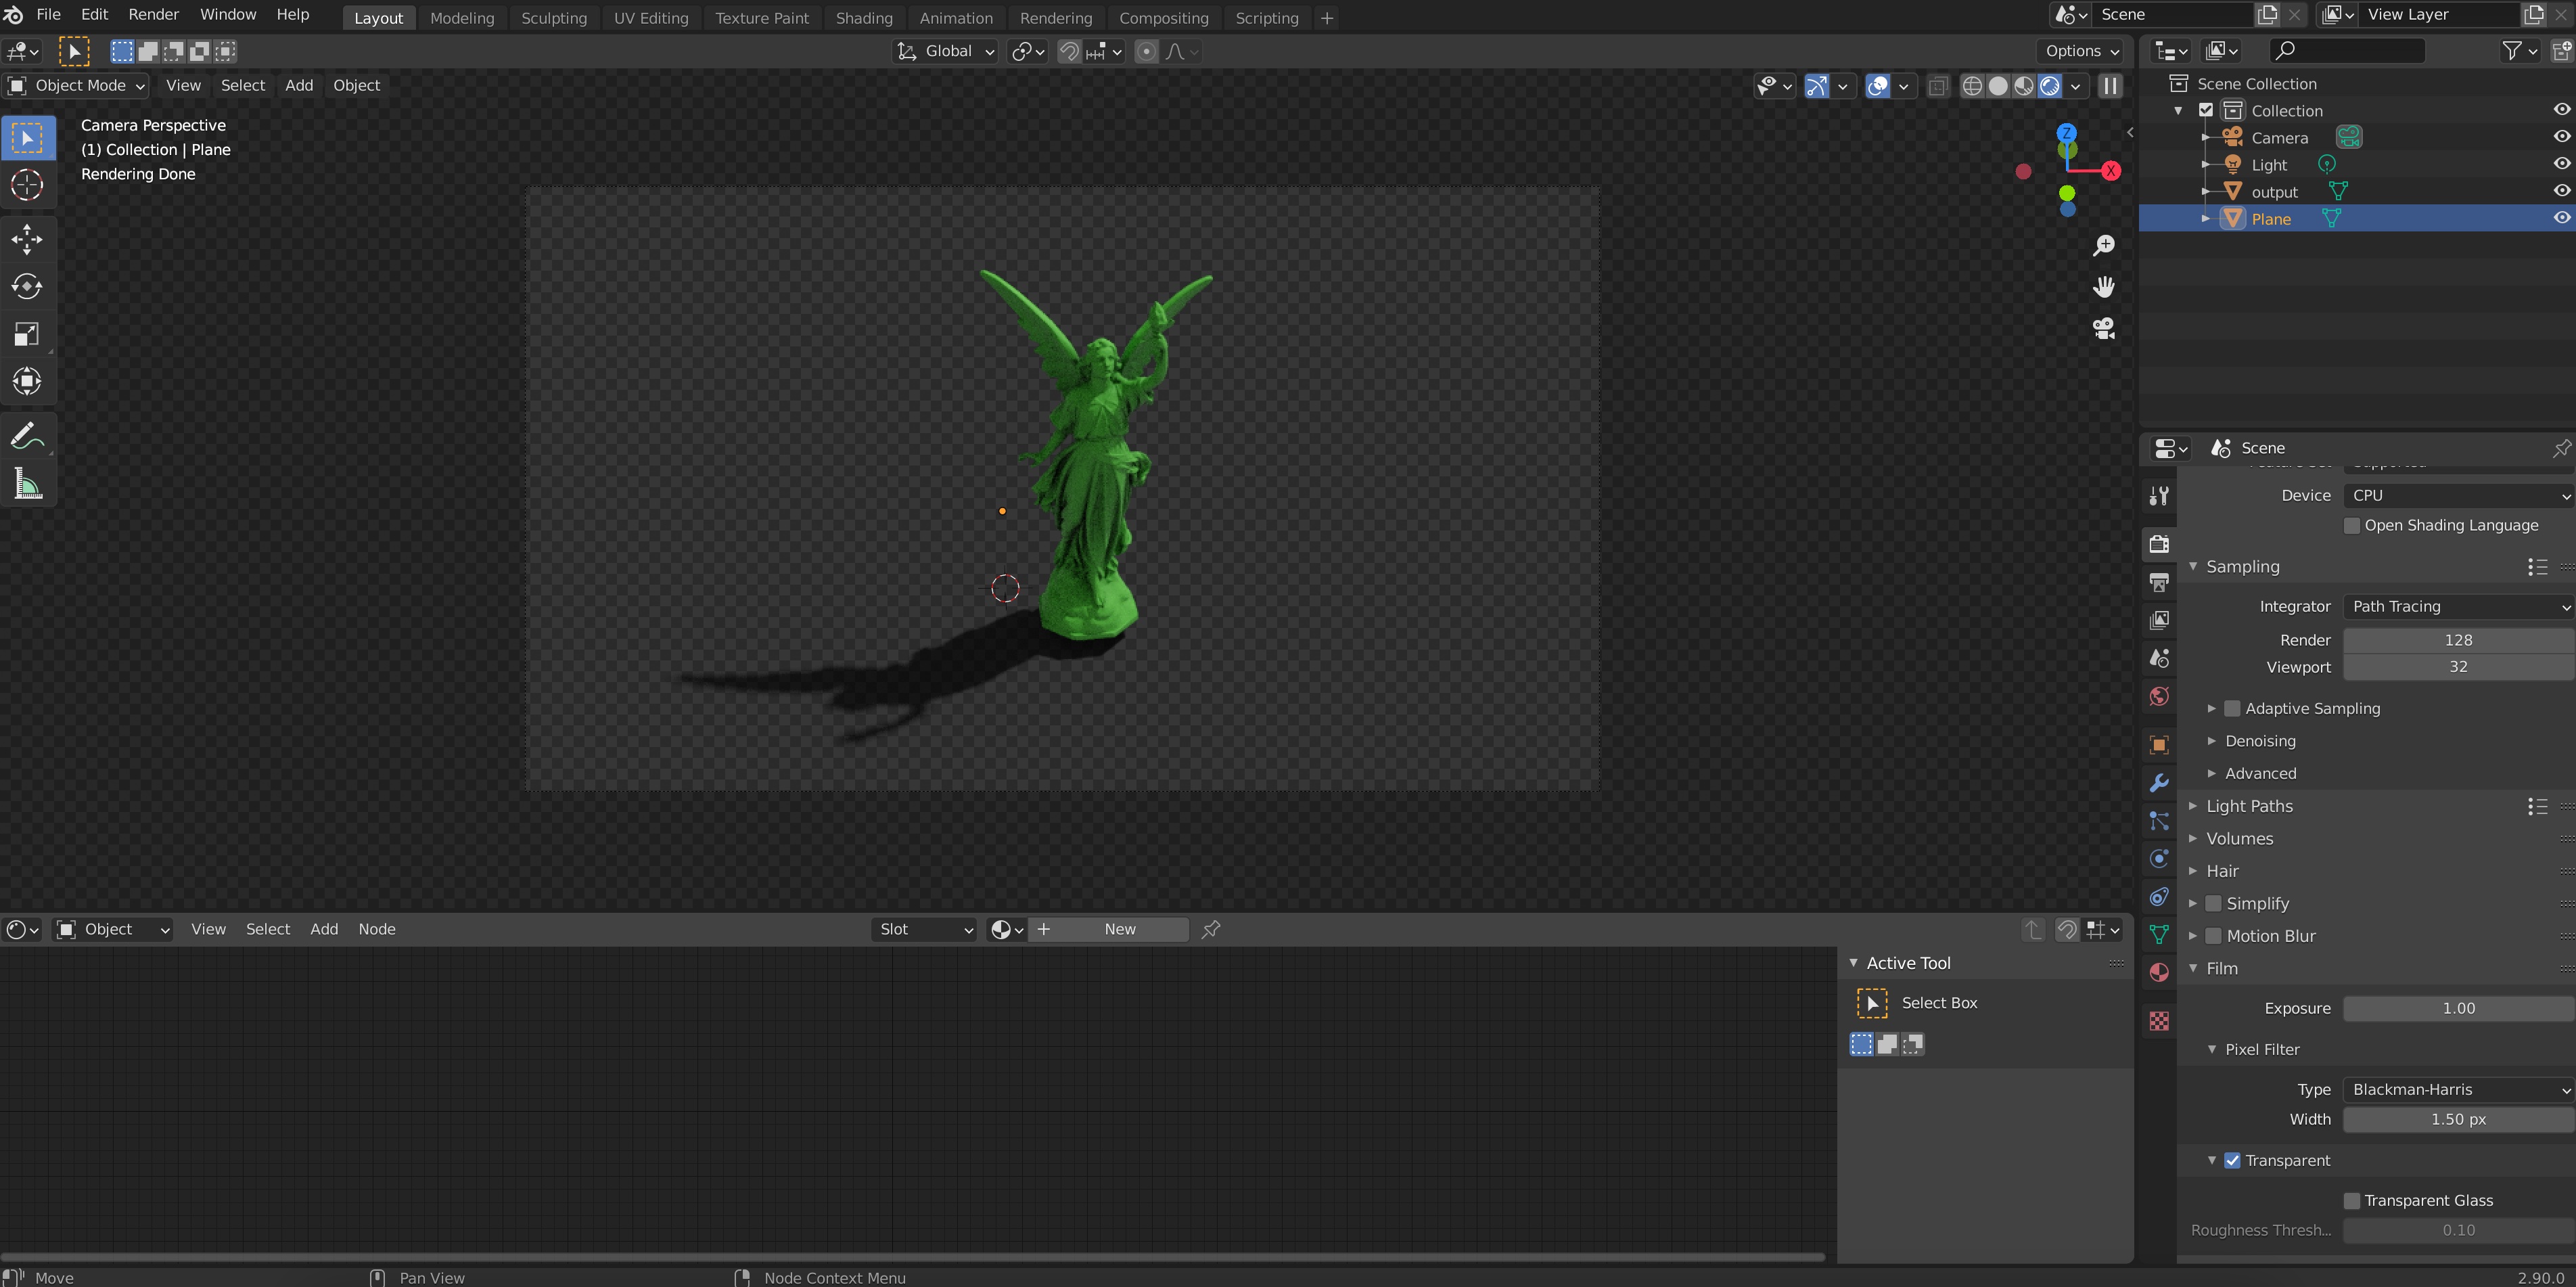 File Edit Render Window Help Layout Modeling Sculpting UV Editing Texture Paint Shading Animation Rendering Compositing Scripting + Scene View Layer
Global Options
Object Mode View Select Add Object
Camera Perspective
(1) Collection | Plane
Rendering Done
Z
X
Scene Collection
Collection
Camera
Light
output
Plane
Scene
Device CPU
Open Shading Language
Sampling
Integrator Path Tracing
Render 128
Viewport 32
Adaptive Sampling
Denoising
Advanced
Light Paths
Volumes
Hair
Simplify
Motion Blur
Film
Exposure 1.00
Pixel Filter
Type Blackman-Harris
Width 1.50 px
Transparent
Transparent Glass
Roughness Thresh... 0.10
Object View Select Add Node Slot + New
Active Tool
Select Box
Move Pan View Node Context Menu 2.90.0